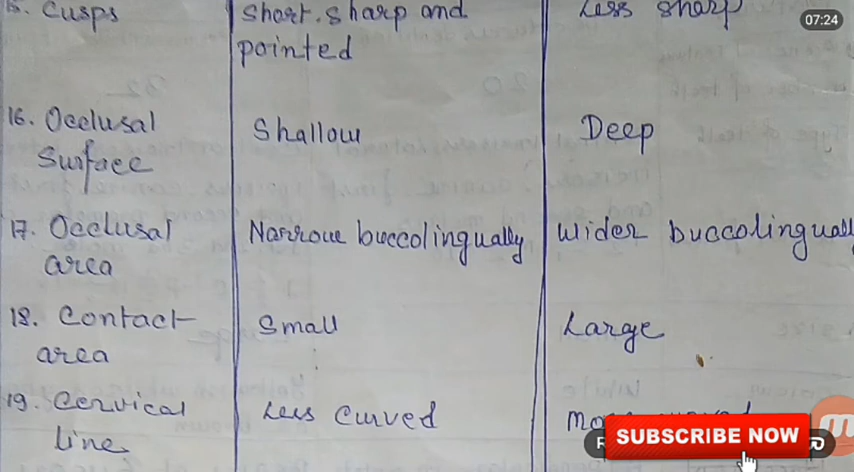 15. Cusps Short. sharp and Less sharp
pointed
16. Occlusal Shallow Deep
Surface
17. Occlusal Narrow buccolingually Wider buccolingually
area
18. Contact Small Large
area
19. Cervical Less curved
line
07:24
SUBSCRIBE NOW